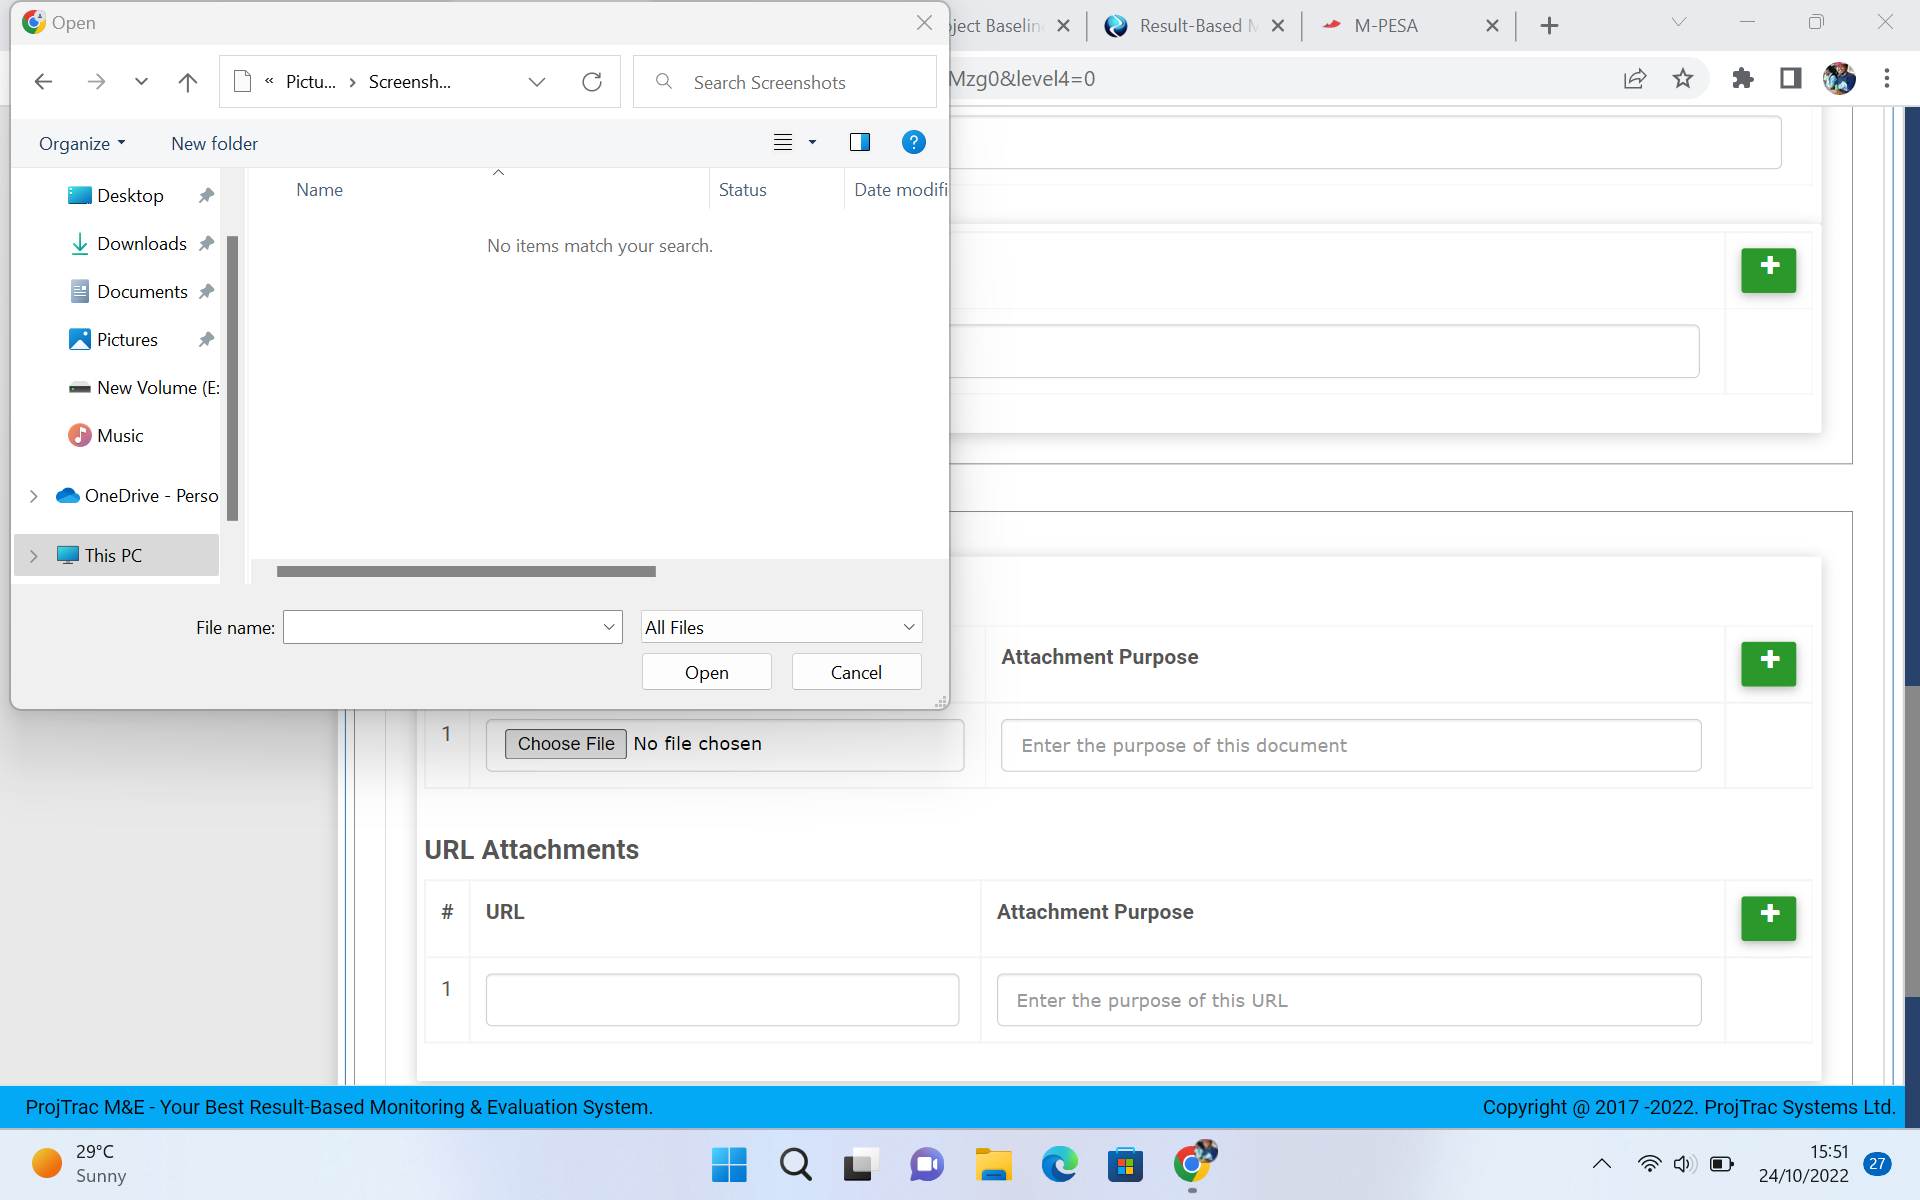 Open
ject Baselin
Result-Based M
M-PESA
« Pictu... › Screensh...
Search Screenshots
Mzg0&level4=0
Organize
New folder
Name
Status
Date modifi
No items match your search.
Desktop
Downloads
Documents
Pictures
New Volume (E:
Music
OneDrive - Perso
This PC
File name:
All Files
Open
Cancel
Attachment Purpose
1
Choose File
No file chosen
Enter the purpose of this document
URL Attachments
#
URL
Attachment Purpose
1
Enter the purpose of this URL
ProjTrac M&E - Your Best Result-Based Monitoring & Evaluation System.
Copyright @ 2017 -2022. ProjTrac Systems Ltd.
29°C
Sunny
15:51
24/10/2022
27